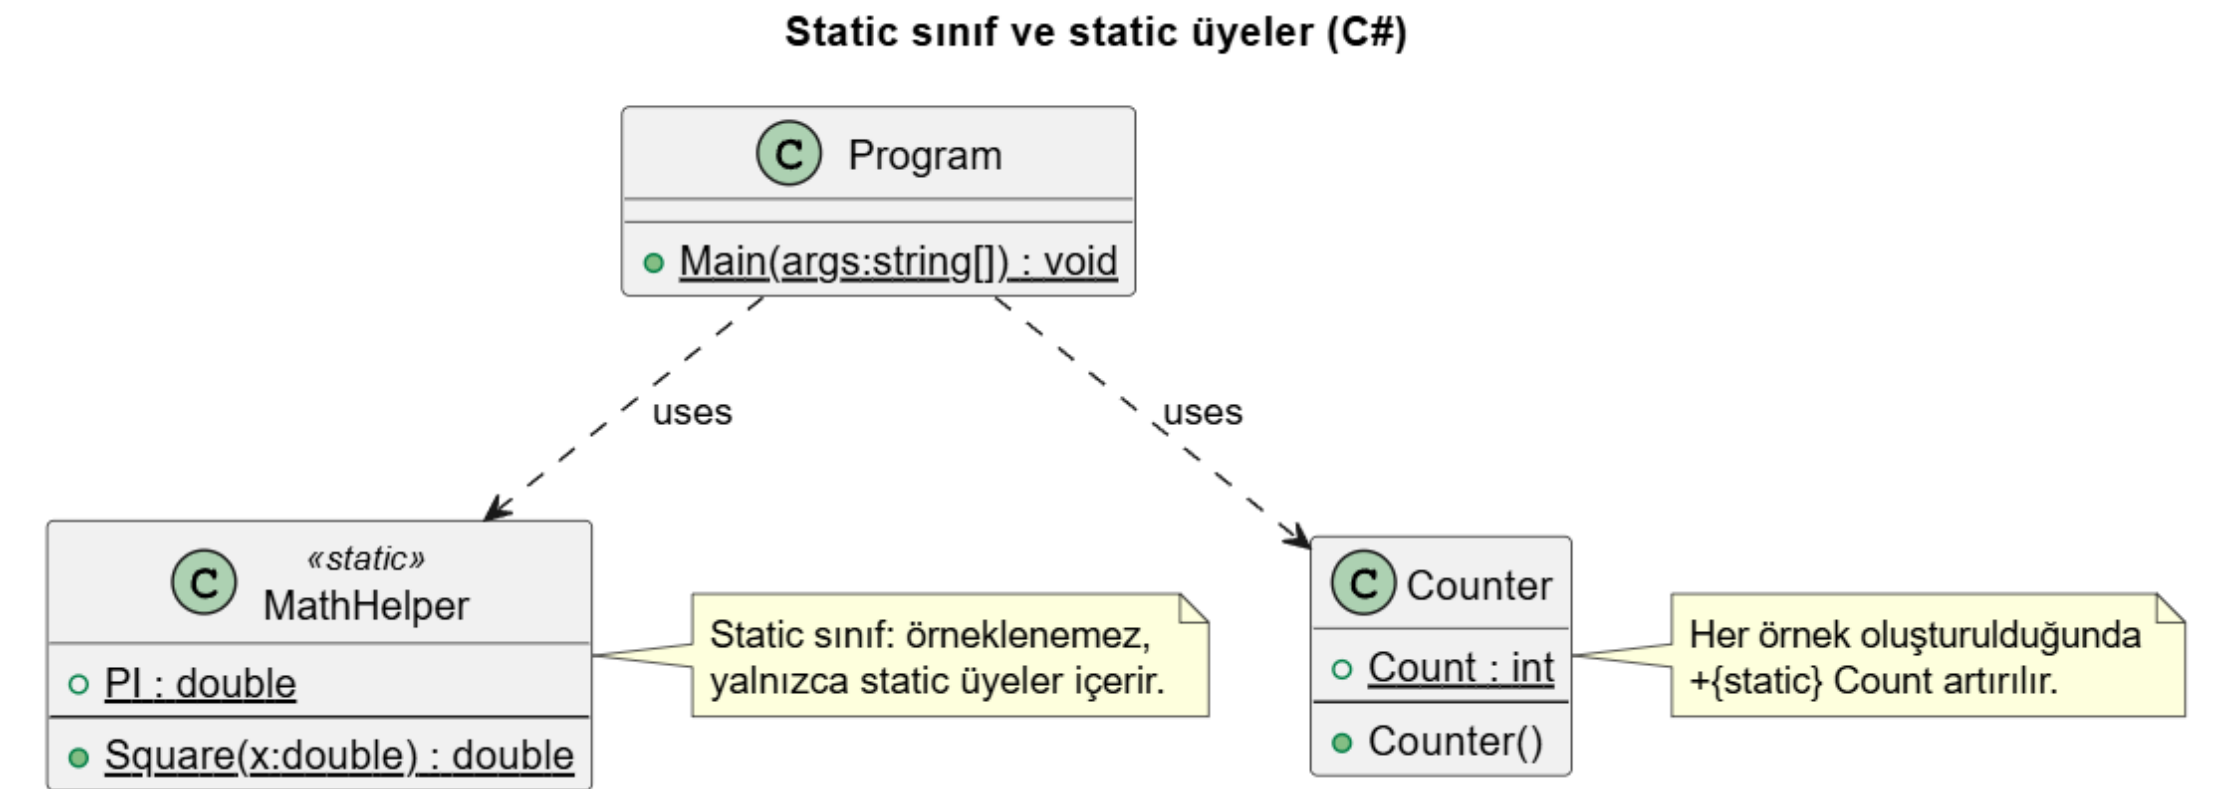 Static sınıf ve static üyeler (C#)
C Program
Main(args:string[]) : void
uses
uses
«static»
C MathHelper
PI : double
Square(x:double) : double
Static sınıf: örneklenemez,
yalnızca static üyeler içerir.
C Counter
Count : int
Counter()
Her örnek oluşturulduğunda
+{static} Count artırılır.